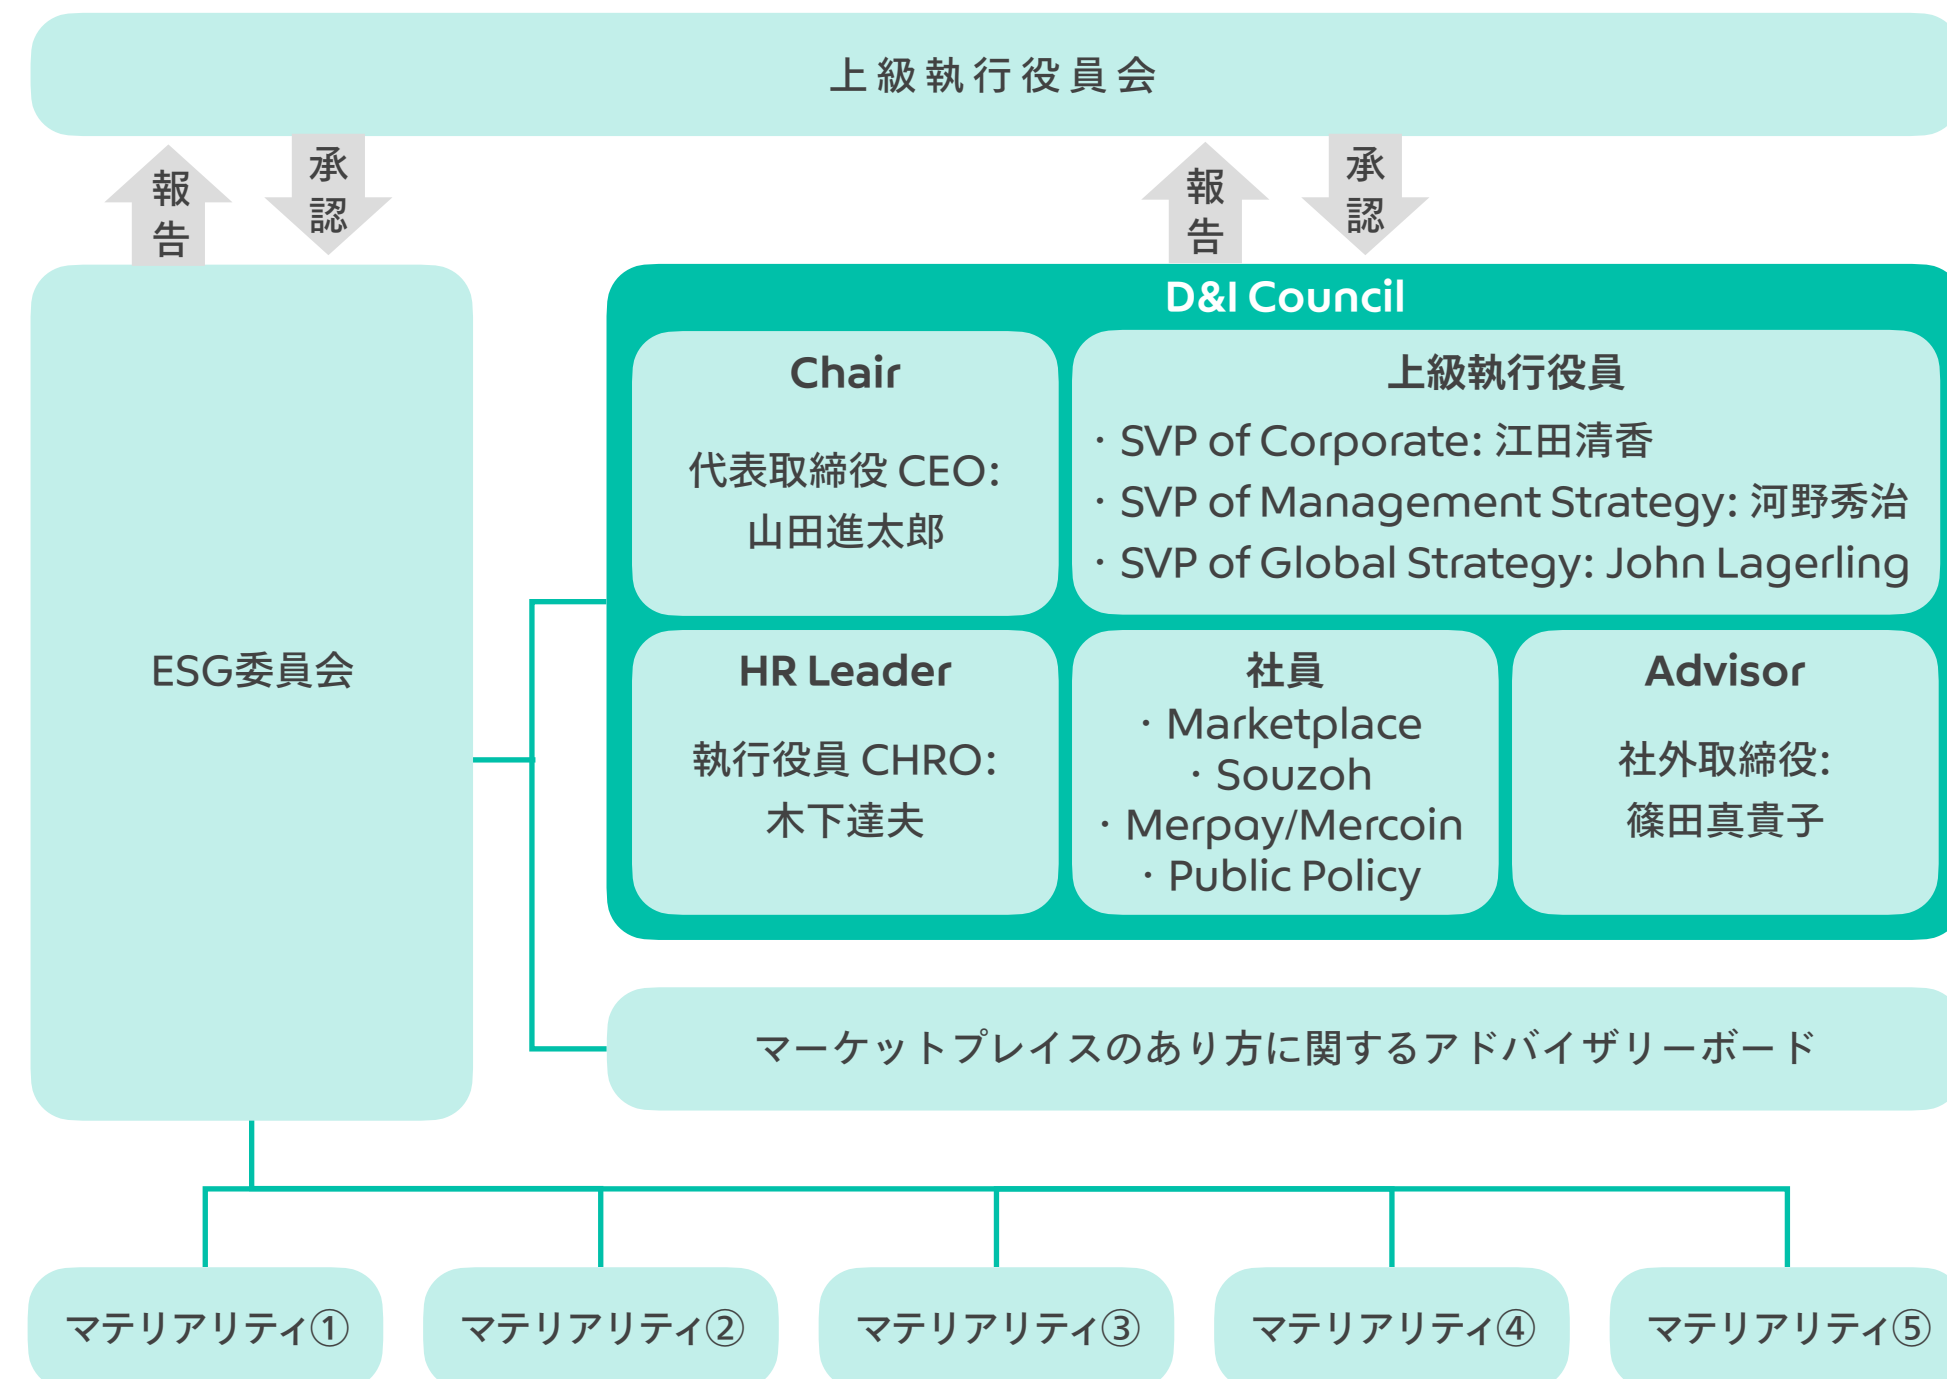 上級執行役員会
報告
承認
報告
承認
ESG委員会
D&I Council
Chair
代表取締役 CEO:
山田進太郎
上級執行役員
・SVP of Corporate: 江田清香
・SVP of Management Strategy: 河野秀治
・SVP of Global Strategy: John Lagerling
HR Leader
執行役員 CHRO:
木下達夫
社員
・Marketplace
・Souzoh
・Merpay/Mercoin
・Public Policy
Advisor
社外取締役:
篠田真貴子
マーケットプレイスのあり方に関するアドバイザリーボード
マテリアリティ①
マテリアリティ②
マテリアリティ③
マテリアリティ④
マテリアリティ⑤